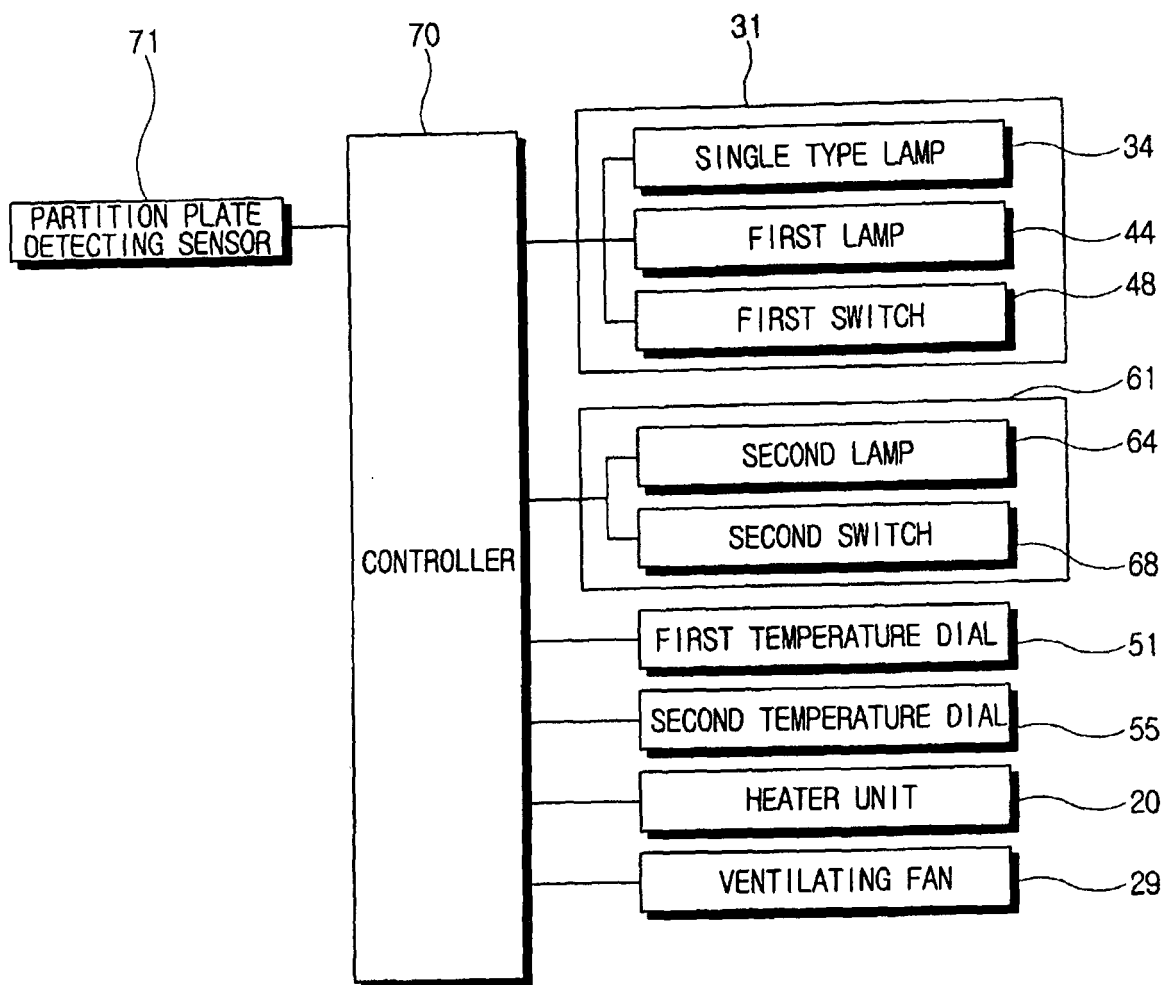 71
70
31
PARTITION PLATE
DETECTING SENSOR
CONTROLLER
SINGLE TYPE LAMP
34
FIRST LAMP
44
FIRST SWITCH
48
61
SECOND LAMP
64
SECOND SWITCH
68
FIRST TEMPERATURE DIAL
51
SECOND TEMPERATURE DIAL
55
HEATER UNIT
20
VENTILATING FAN
29